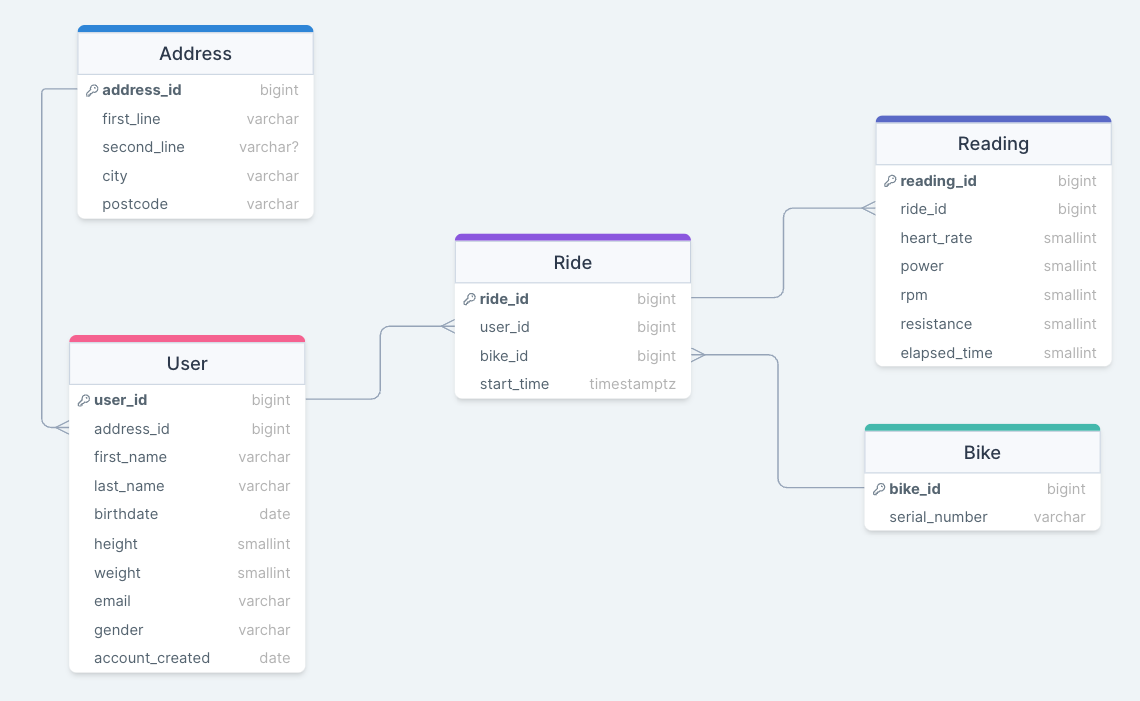 Address
address_id bigint
first_line varchar
second_line varchar?
city varchar
postcode varchar
User
user_id bigint
address_id bigint
first_name varchar
last_name varchar
birthdate date
height smallint
weight smallint
email varchar
gender varchar
account_created date
Ride
ride_id bigint
user_id bigint
bike_id bigint
start_time timestamptz
Reading
reading_id bigint
ride_id bigint
heart_rate smallint
power smallint
rpm smallint
resistance smallint
elapsed_time smallint
Bike
bike_id bigint
serial_number varchar